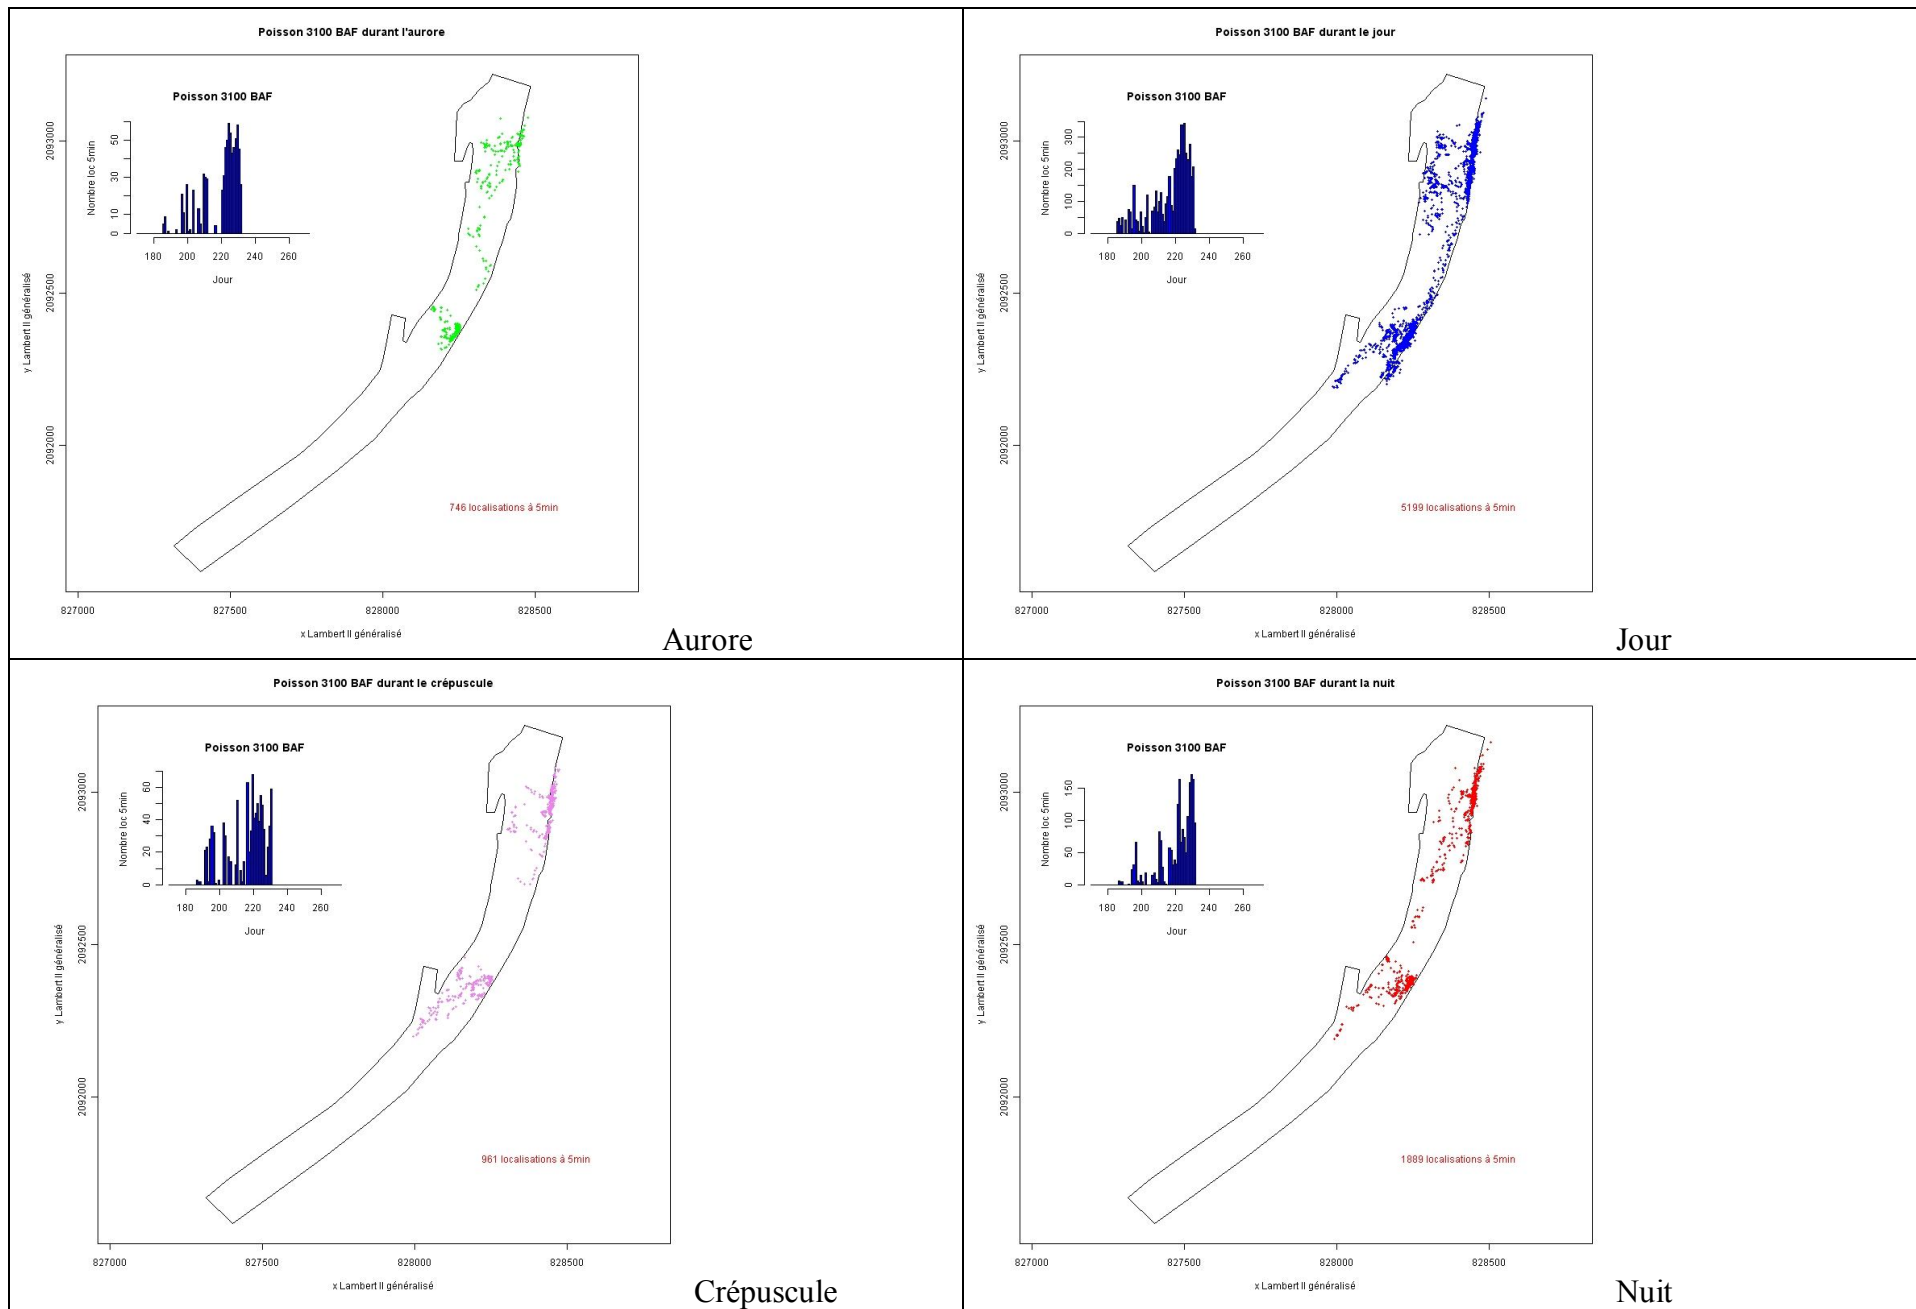 Poisson 3100 BAF durant l'aurore
Poisson 3100 BAF
Nombre loc 5min
10 30 50
180 200 220 240 260
Jour
y Lambert II généralisé
2092000 2092500 2093000
746 localisations à 5min
827000 827500 828000 828500
x Lambert II généralisé
Aurore
Poisson 3100 BAF durant le jour
Poisson 3100 BAF
Nombre loc 5min
0 100 200 300
180 200 220 240 260
Jour
y Lambert II généralisé
2092000 2092500 2093000
5199 localisations à 5min
827000 827500 828000 828500
x Lambert II généralisé
Jour
Poisson 3100 BAF durant le crépuscule
Poisson 3100 BAF
Nombre loc 5min
0 20 40 60
180 200 220 240 260
Jour
y Lambert II généralisé
2092000 2092500 2093000
961 localisations à 5min
827000 827500 828000 828500
x Lambert II généralisé
Crépuscule
Poisson 3100 BAF durant la nuit
Poisson 3100 BAF
Nombre loc 5min
0 50 100 150
180 200 220 240 260
Jour
y Lambert II généralisé
2092000 2092500 2093000
1889 localisations à 5min
827000 827500 828000 828500
x Lambert II généralisé
Nuit